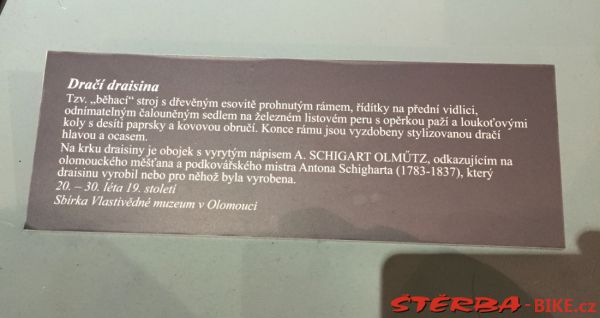 Dračí draisina
Tzv. „běhací“ stroj s dřevěným esovitě prohnutým rámem, řídítky na přední vidlici,
odnímatelným čalouněným sedlem na železném listovém peru s opěrkou paží a loukoťovými
koly s desíti paprsky a kovovou obručí. Konce rámu jsou vyzdobeny stylizovanou dračí
hlavou a ocasem.
Na krku draisiny je obojek s vyrytým nápisem A. SCHIGART OLMŰTZ, odkazujícím na
olomouckého měšťana a podkovářského mistra Antona Schigharta (1783-1837), který
draisinu vyrobil nebo pro něhož byla vyrobena.
20. – 30. léta 19. století
Sbírka Vlastivědné muzeum v Olomouci
ŠTĚRBA-BIKE.cz